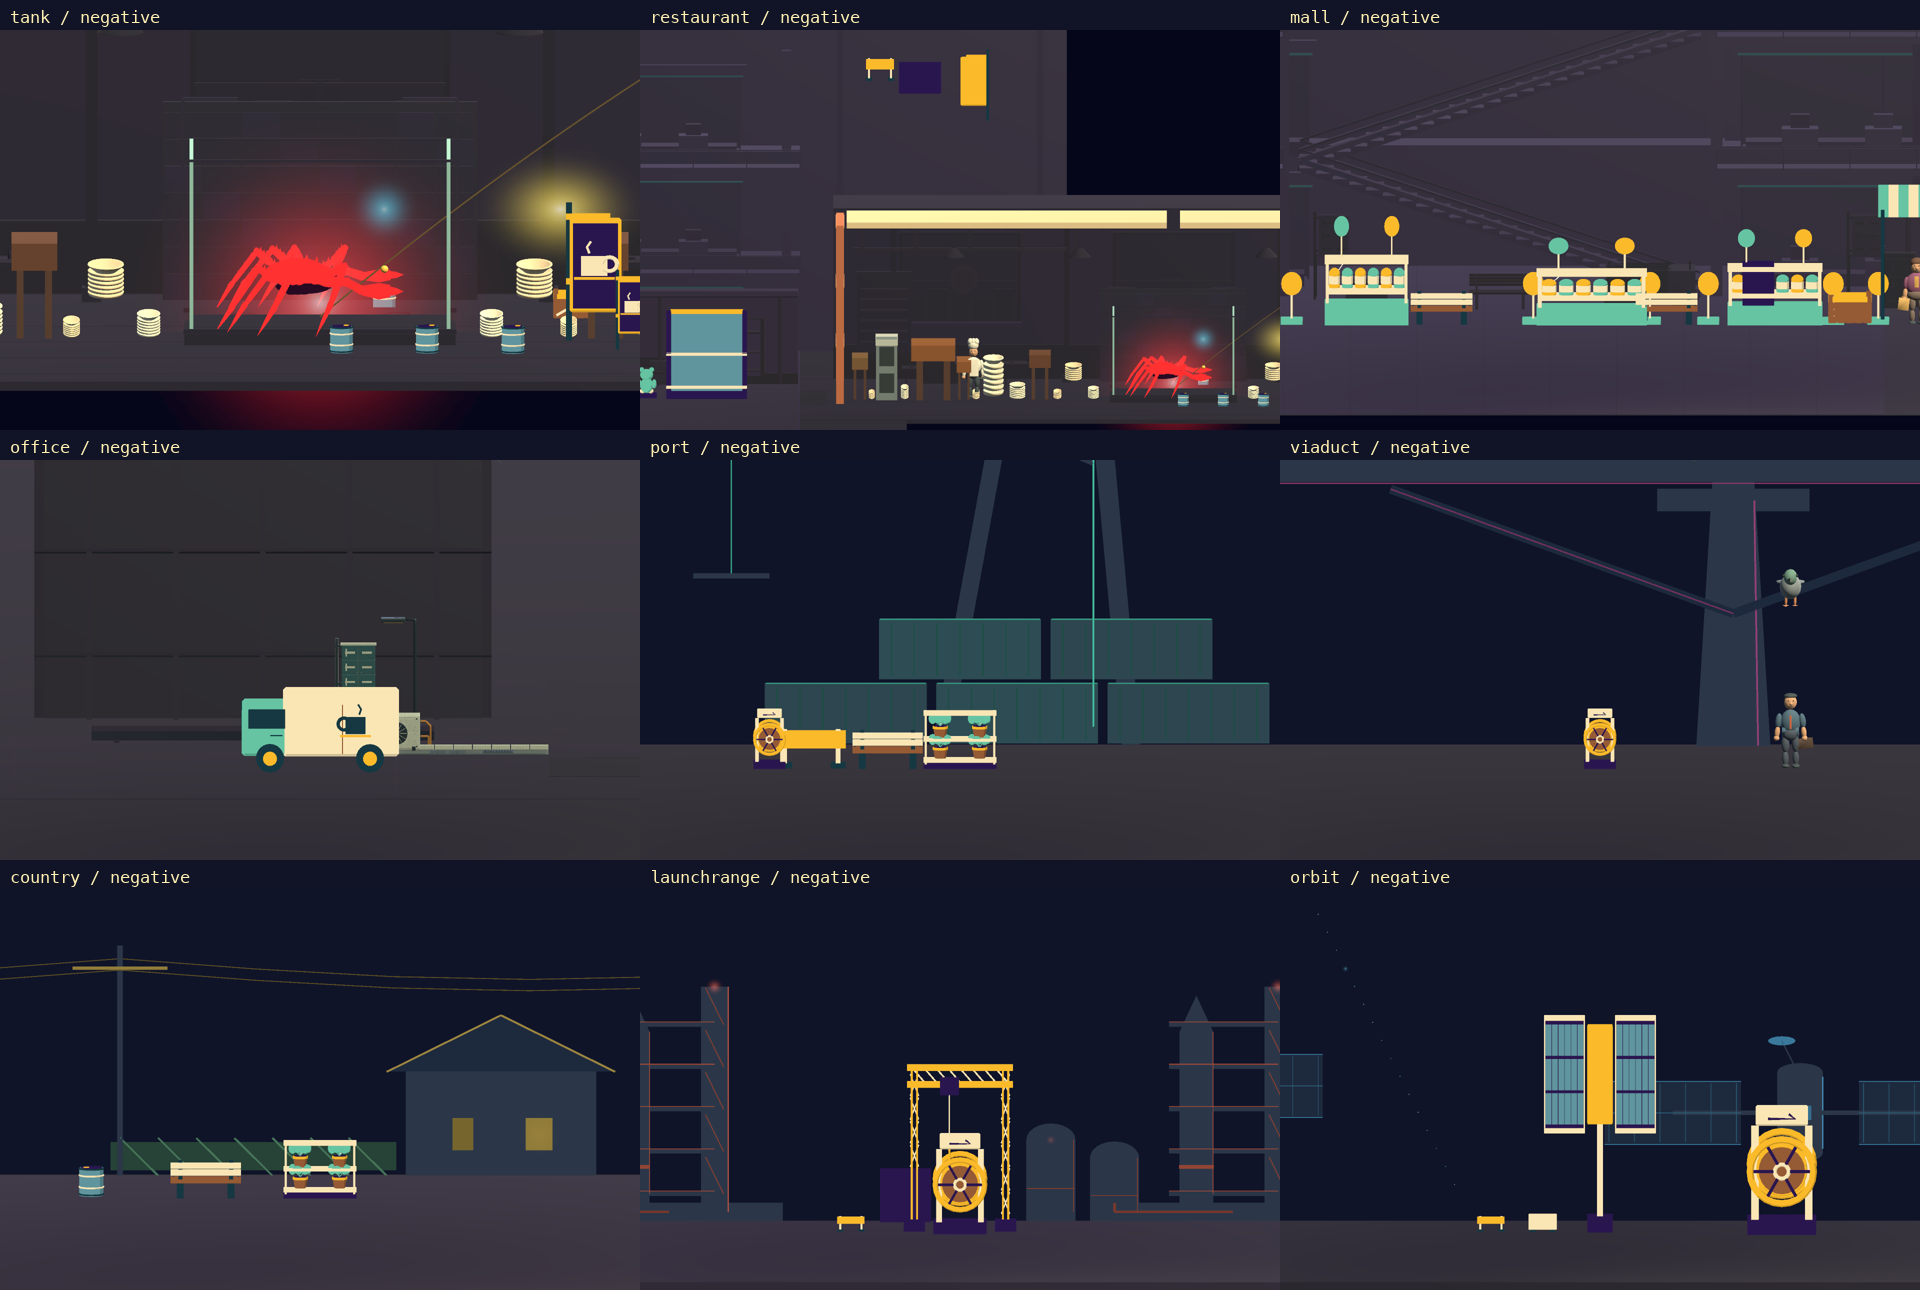 tank / negative
restaurant / negative
mall / negative
office / negative
port / negative
viaduct / negative
country / negative
launchrange / negative
orbit / negative